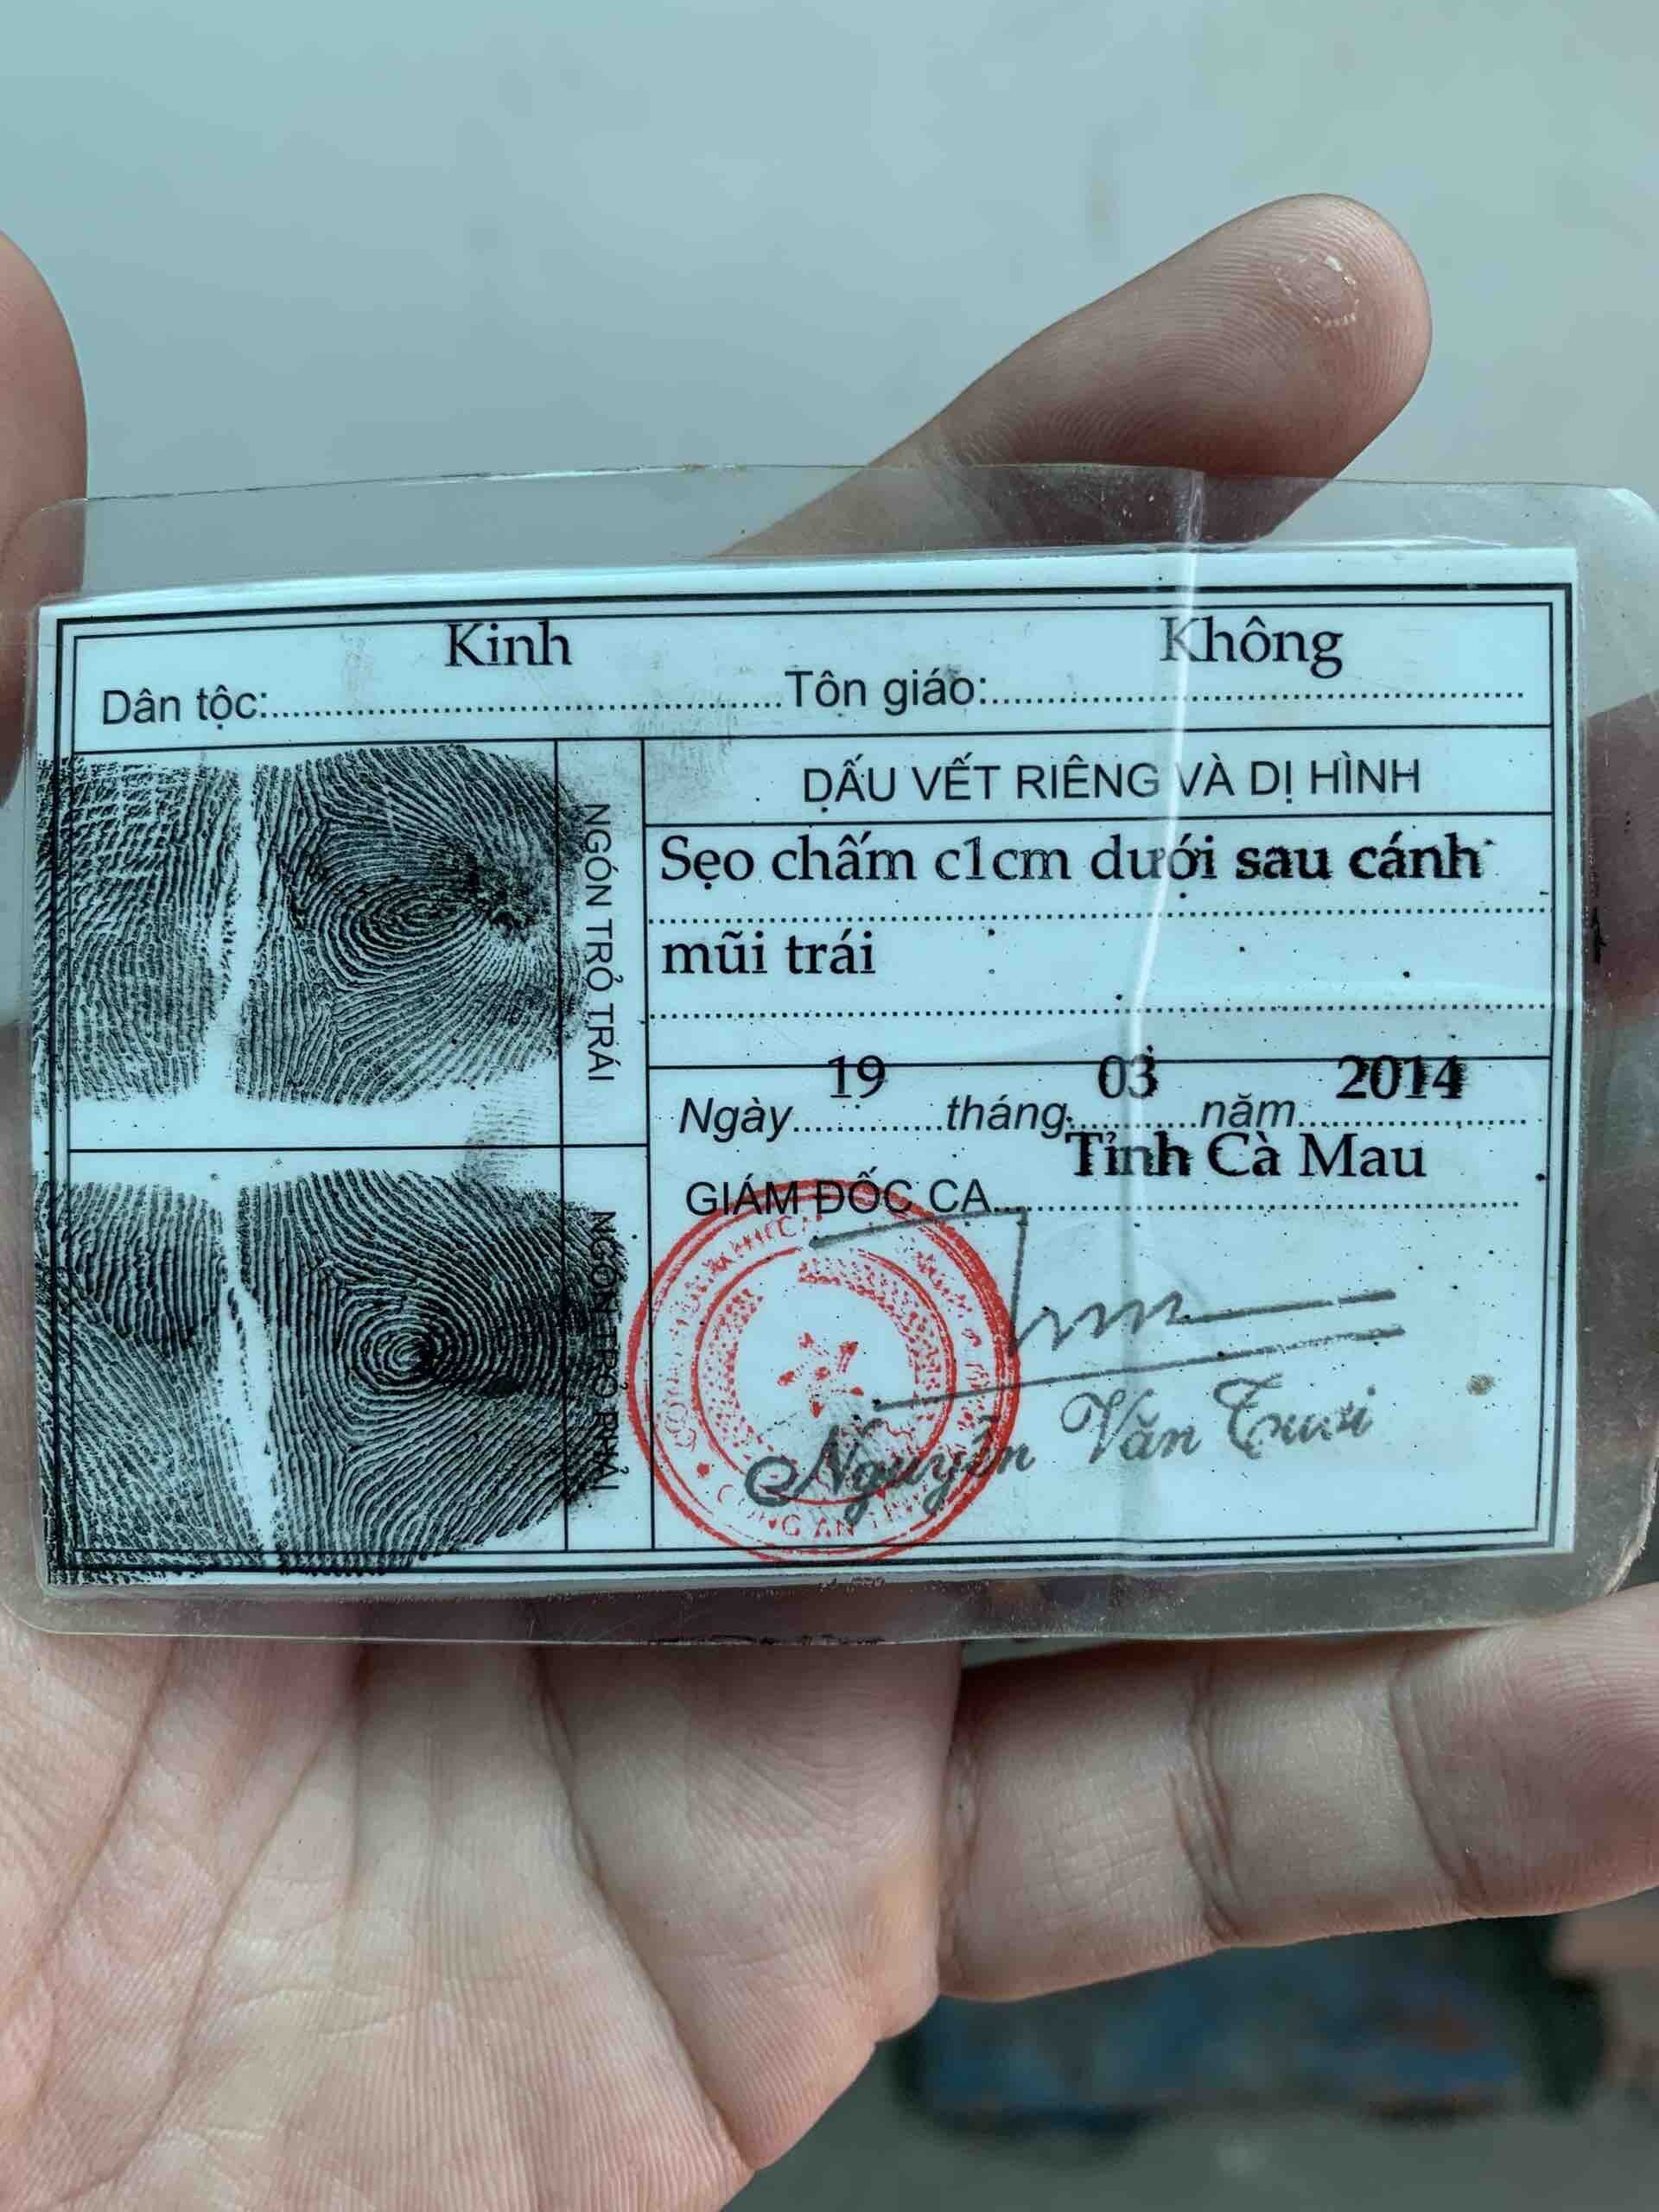 Kinh Không
Dân tộc: Tôn giáo:
NGÓN TRỎ TRÁI
DẤU VẾT RIÊNG VÀ DỊ HÌNH
Sẹo chấm c1cm dưới sau cánh
mũi trái
19 03 2014
Ngày tháng năm
Tỉnh Cà Mau
GIÁM ĐỐC CA
NGÓN TRỎ PHẢI
CÔNG AN
Nguyễn Văn